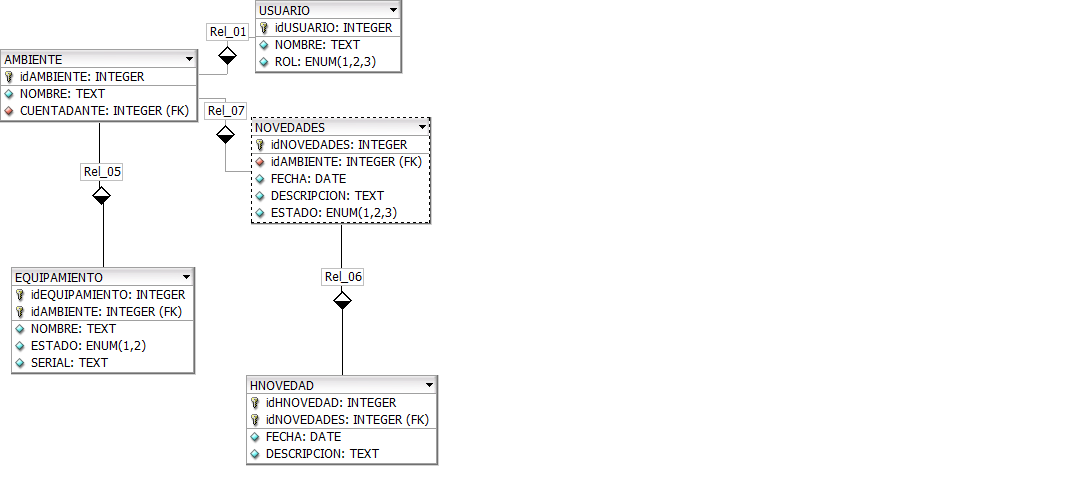 USUARIO
idUSUARIO: INTEGER
NOMBRE: TEXT
ROL: ENUM(1,2,3)
Rel_01
AMBIENTE
idAMBIENTE: INTEGER
NOMBRE: TEXT
CUENTADANTE: INTEGER (FK)
Rel_07
NOVEDADES
idNOVEDADES: INTEGER
idAMBIENTE: INTEGER (FK)
FECHA: DATE
DESCRIPCION: TEXT
ESTADO: ENUM(1,2,3)
Rel_05
EQUIPAMIENTO
idEQUIPAMIENTO: INTEGER
idAMBIENTE: INTEGER (FK)
NOMBRE: TEXT
ESTADO: ENUM(1,2)
SERIAL: TEXT
Rel_06
HNOVEDAD
idHNOVEDAD: INTEGER
idNOVEDADES: INTEGER (FK)
FECHA: DATE
DESCRIPCION: TEXT